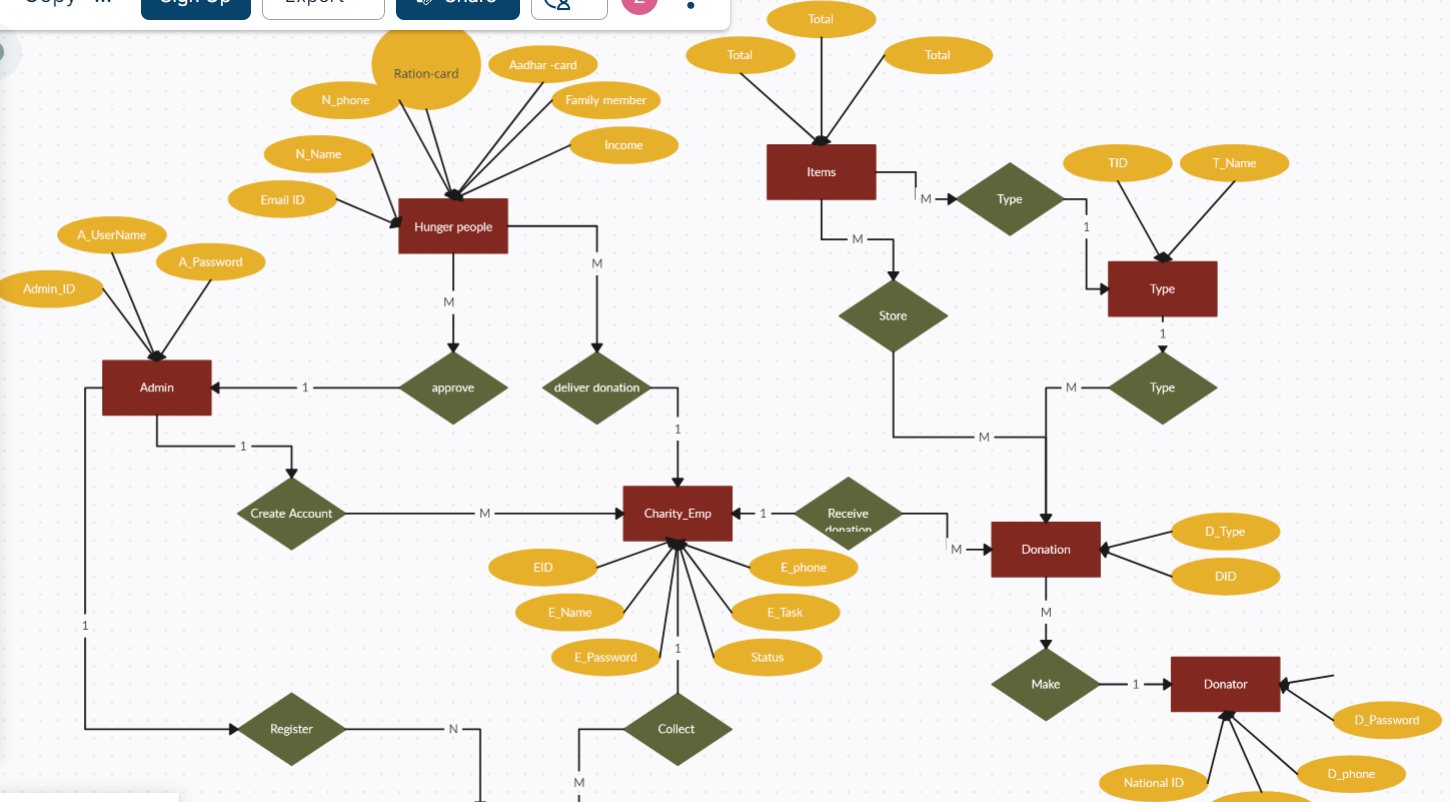 Copy
...
Sign Up
Export
Share
2
Total
Total
Total
Ration-card
Aadhar -card
N_phone
Family member
N_Name
Income
Email ID
Items
TID
T_Name
M
Type
1
Hunger people
A_UserName
A_Password
Admin_ID
M
M
M
Type
Store
1
Admin
1
approve
deliver donation
M
Type
1
1
M
Create Account
M
Charity_Emp
1
Receive
donation
M
Donation
D_Type
DID
EID
E_phone
E_Name
E_Task
E_Password
1
Status
M
1
Make
1
Donator
D_Password
Register
N
Collect
M
National ID
D_phone